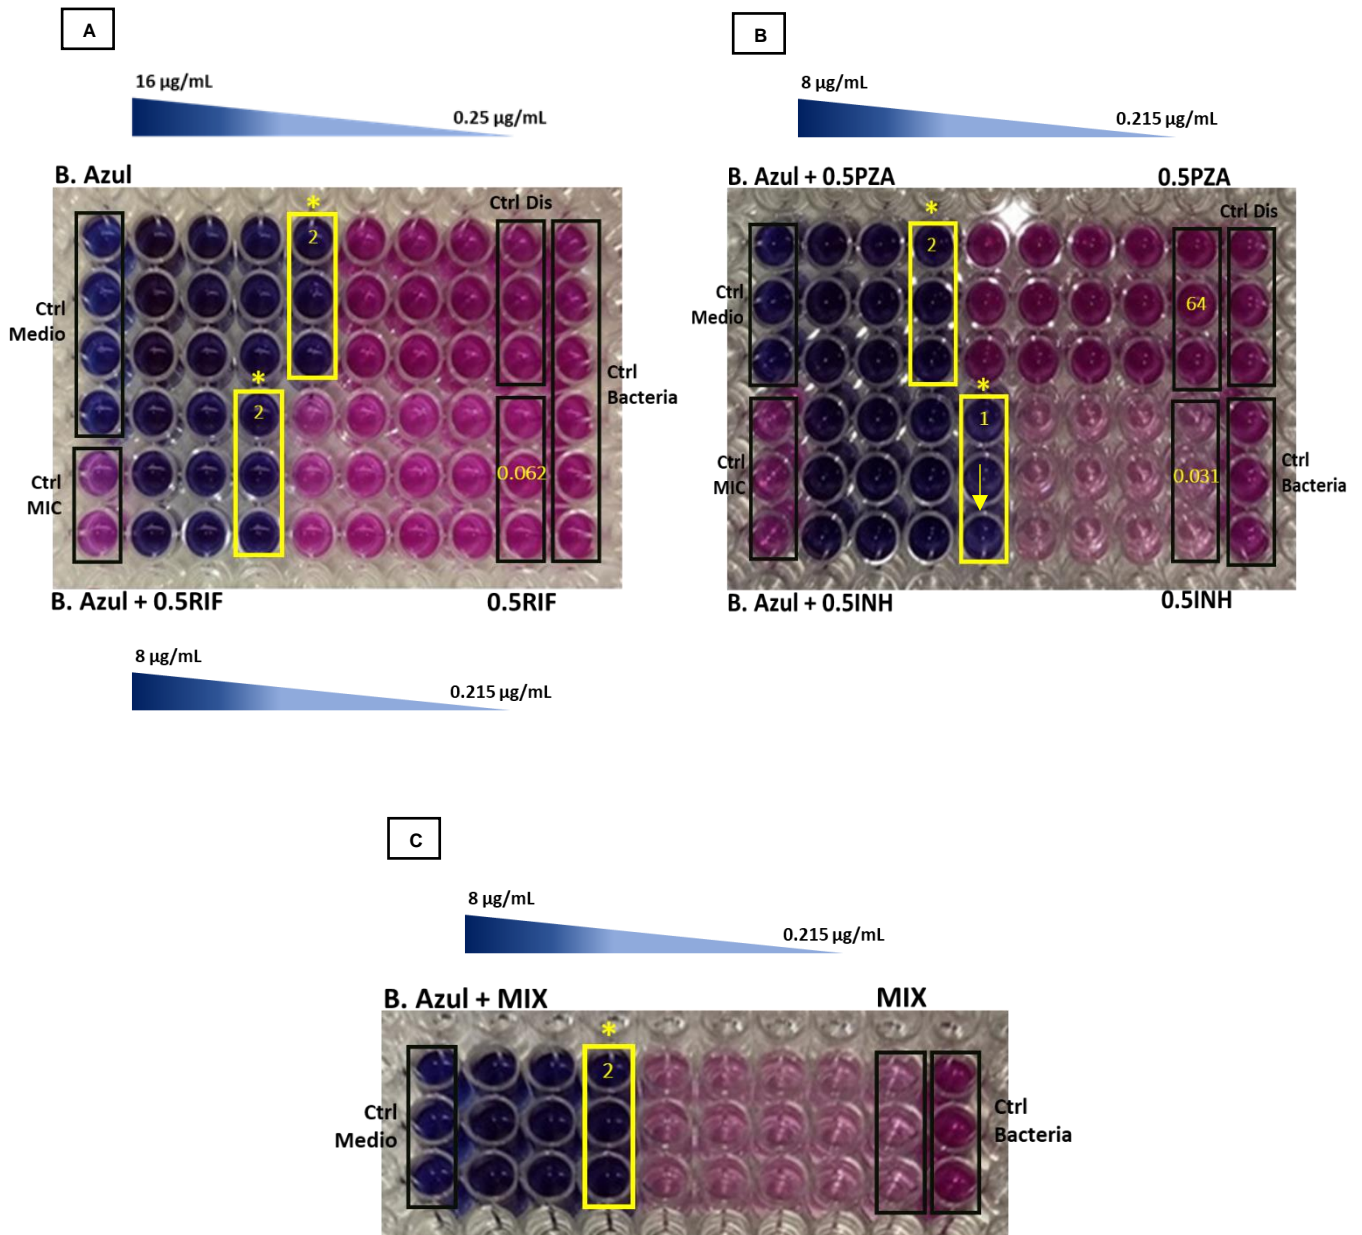 A
16 µg/mL
0.25 µg/mL
B. Azul
*
Ctrl Dis
2
Ctrl
Medio
*
2
Ctrl
Bacteria
Ctrl
MIC
0.062
B. Azul + 0.5RIF
0.5RIF
8 µg/mL
0.215 µg/mL
B
8 µg/mL
0.215 µg/mL
B. Azul + 0.5PZA
0.5PZA
*
Ctrl Dis
2
Ctrl
Medio
64
*
1
Ctrl
MIC
0.031
Ctrl
Bacteria
B. Azul + 0.5INH
0.5INH
C
8 µg/mL
0.215 µg/mL
B. Azul + MIX
MIX
*
2
Ctrl
Medio
Ctrl
Bacteria